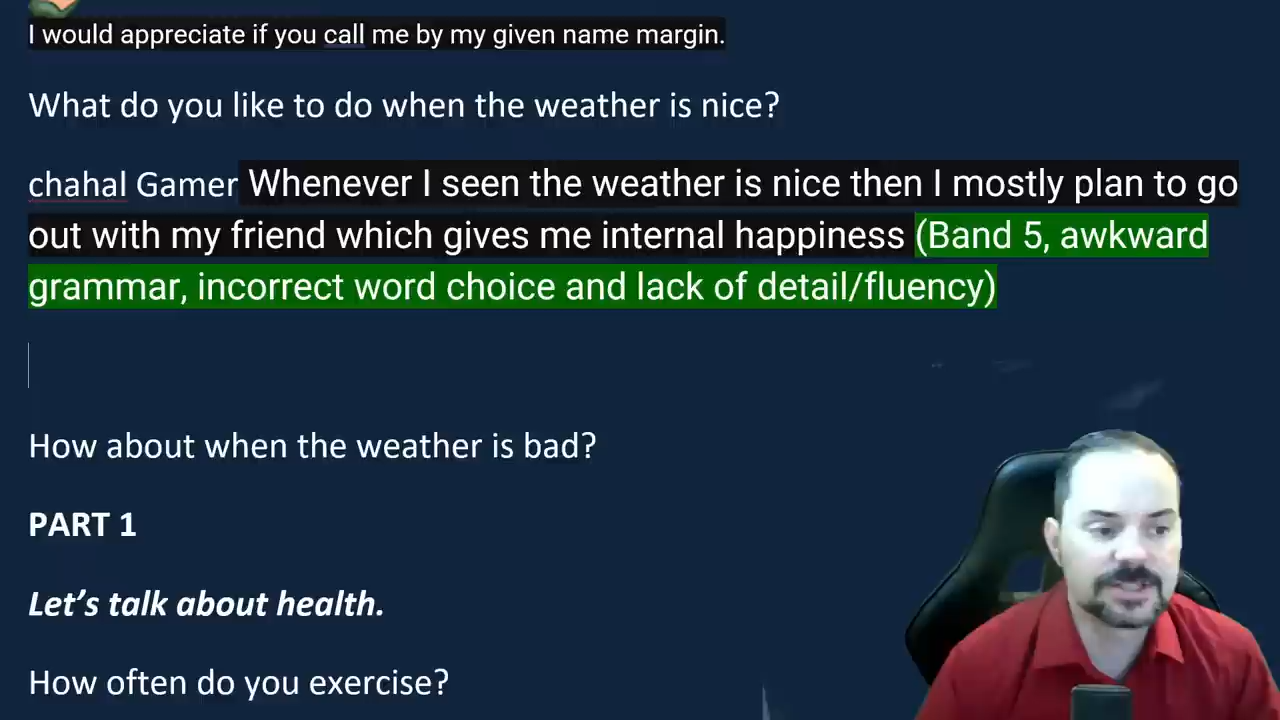 I would appreciate if you call me by my given name margin.
What do you like to do when the weather is nice?
chahal Gamer Whenever I seen the weather is nice then I mostly plan to go
out with my friend which gives me internal happiness (Band 5, awkward
grammar, incorrect word choice and lack of detail/fluency)
How about when the weather is bad?
PART 1
Let's talk about health.
How often do you exercise?